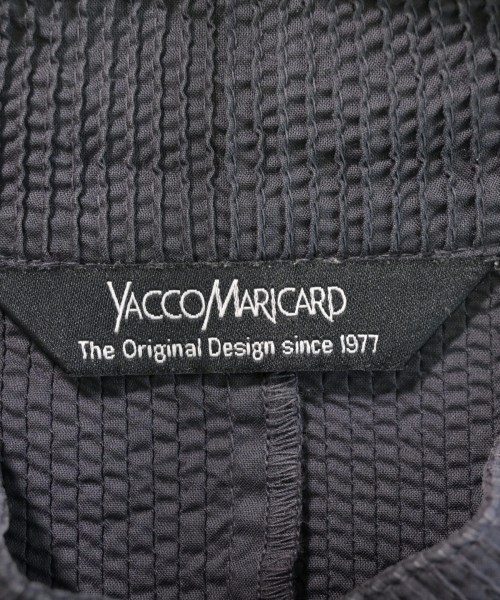 YACCOMARICARD
The Original Design since 1977